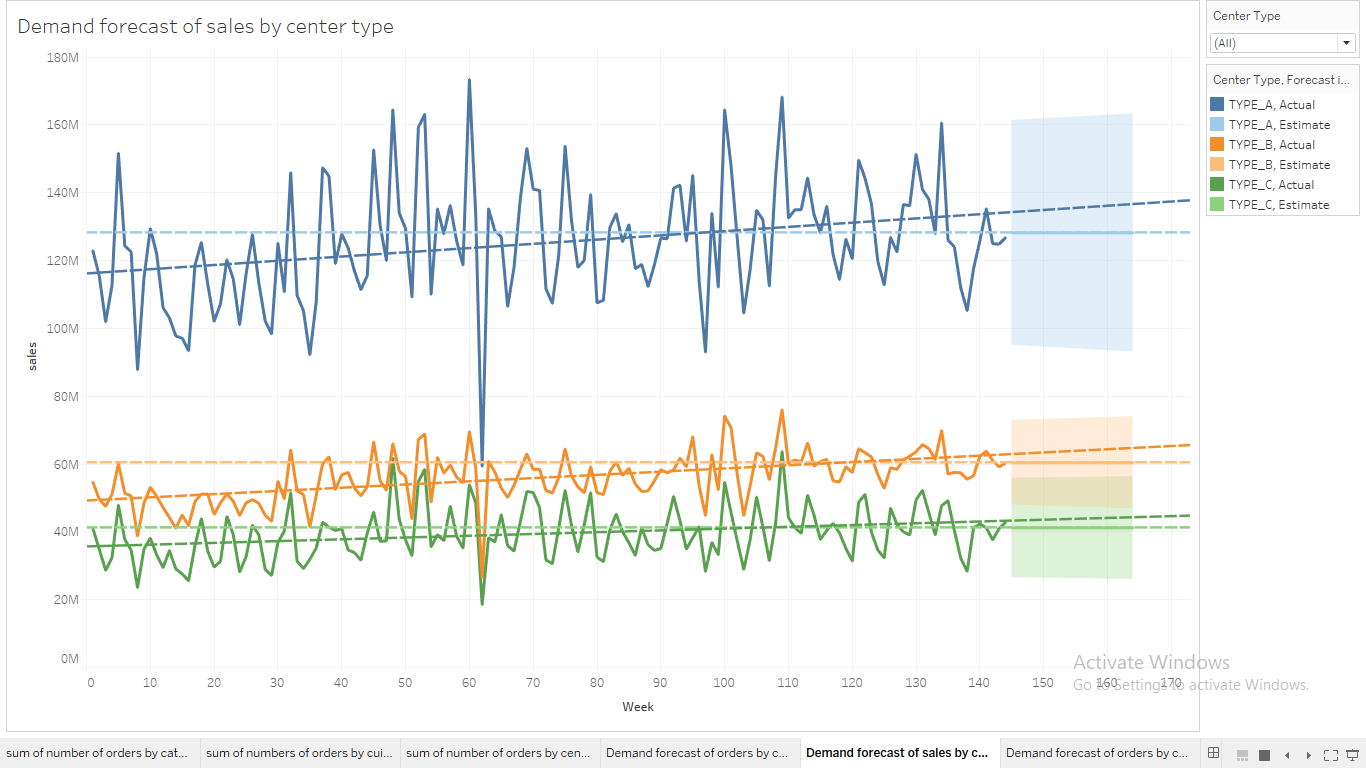 Demand forecast of sales by center type
Center Type
(All)
Center Type, Forecast i...
TYPE_A, Actual
TYPE_A, Estimate
TYPE_B, Actual
TYPE_B, Estimate
TYPE_C, Actual
TYPE_C, Estimate
180M
160M
140M
120M
100M
80M
60M
40M
20M
0M
sales
0 10 20 30 40 50 60 70 80 90 100 110 120 130 140 150 160 170
Week
Activate Windows
Go to Settings to activate Windows.
sum of number of orders by cat...
sum of numbers of orders by cui...
sum of number of orders by cen...
Demand forecast of orders by c...
Demand forecast of sales by c...
Demand forecast of orders by c...